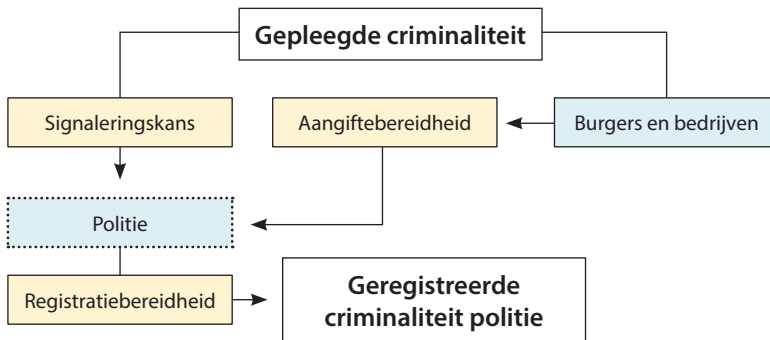 Gepleegde criminaliteit
Signaleringskans
Aangiftebereidheid
Burgers en bedrijven
Politie
Registratiebereidheid
Geregistreerde
criminaliteit politie